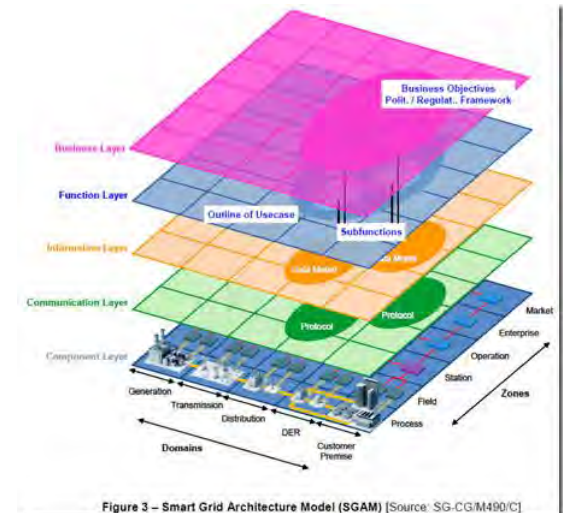 Business Objectives
Polit. / Regulat.. Framework
Business Layer
Function Layer
Outline of Usecase
Subfunctions
Information Layer
Data Model
Data Model
Communication Layer
Protocol
Protocol
Component Layer
Market
Enterprise
Operation
Station
Field
Process
Zones
Generation
Transmission
Distribution
DER
Customer
Premise
Domains
Figure 3 – Smart Grid Architecture Model (SGAM) [Source: SG-CG/M490/C]